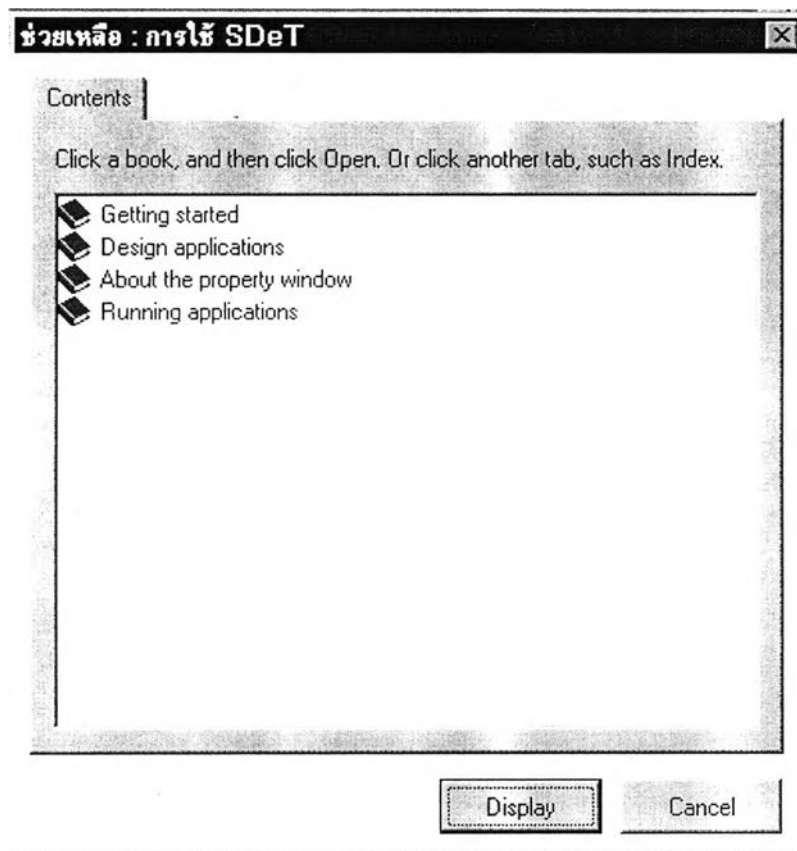 ช่วยเหลือ : การใช้ SDeT
Contents
Click a book, and then click Open. Or click another tab, such as Index.
Getting started
Design applications
About the property window
Running applications
Display Cancel